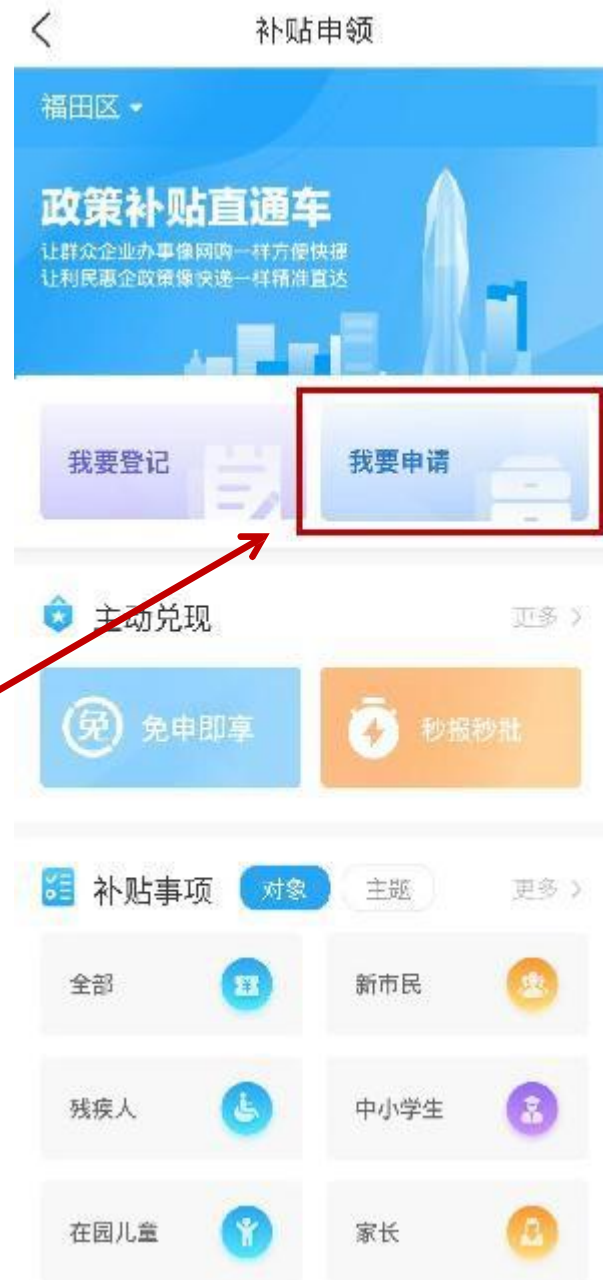 补贴申领
福田区
政策补贴直通车
让群众企业办事像网购一样方便快捷
让利民惠企政策像快递一样精准直达
我要登记
我要申请
主动兑现
更多
免
免申即享
秒报秒批
补贴事项
对象
主题
更多
全部
新市民
残疾人
中小学生
在园儿童
家长